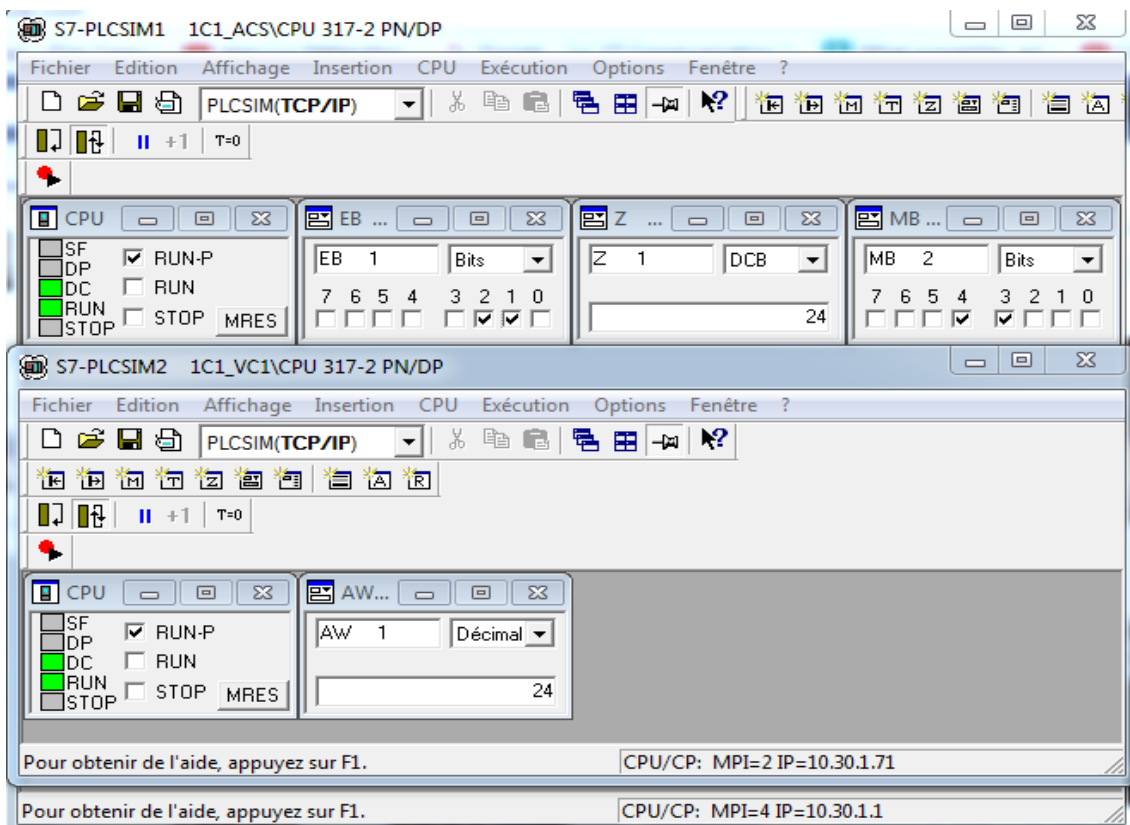 S7-PLCSIM1 1C1_ACS\CPU 317-2 PN/DP
Fichier Edition Affichage Insertion CPU Exécution Options Fenêtre ?
PLCSIM(TCP/IP)
+1 T=0
CPU
SF
DP
DC
RUN
STOP
RUN-P
RUN
STOP MRES
EB ...
EB 1 Bits
7 6 5 4 3 2 1 0
Z ...
Z 1 DCB
24
MB ...
MB 2 Bits
7 6 5 4 3 2 1 0
S7-PLCSIM2 1C1_VC1\CPU 317-2 PN/DP
Fichier Edition Affichage Insertion CPU Exécution Options Fenêtre ?
PLCSIM(TCP/IP)
+1 T=0
CPU
SF
DP
DC
RUN
STOP
RUN-P
RUN
STOP MRES
AW...
AW 1 Décimal
24
Pour obtenir de l'aide, appuyez sur F1. CPU/CP: MPI=2 IP=10.30.1.71
Pour obtenir de l'aide, appuyez sur F1. CPU/CP: MPI=4 IP=10.30.1.1